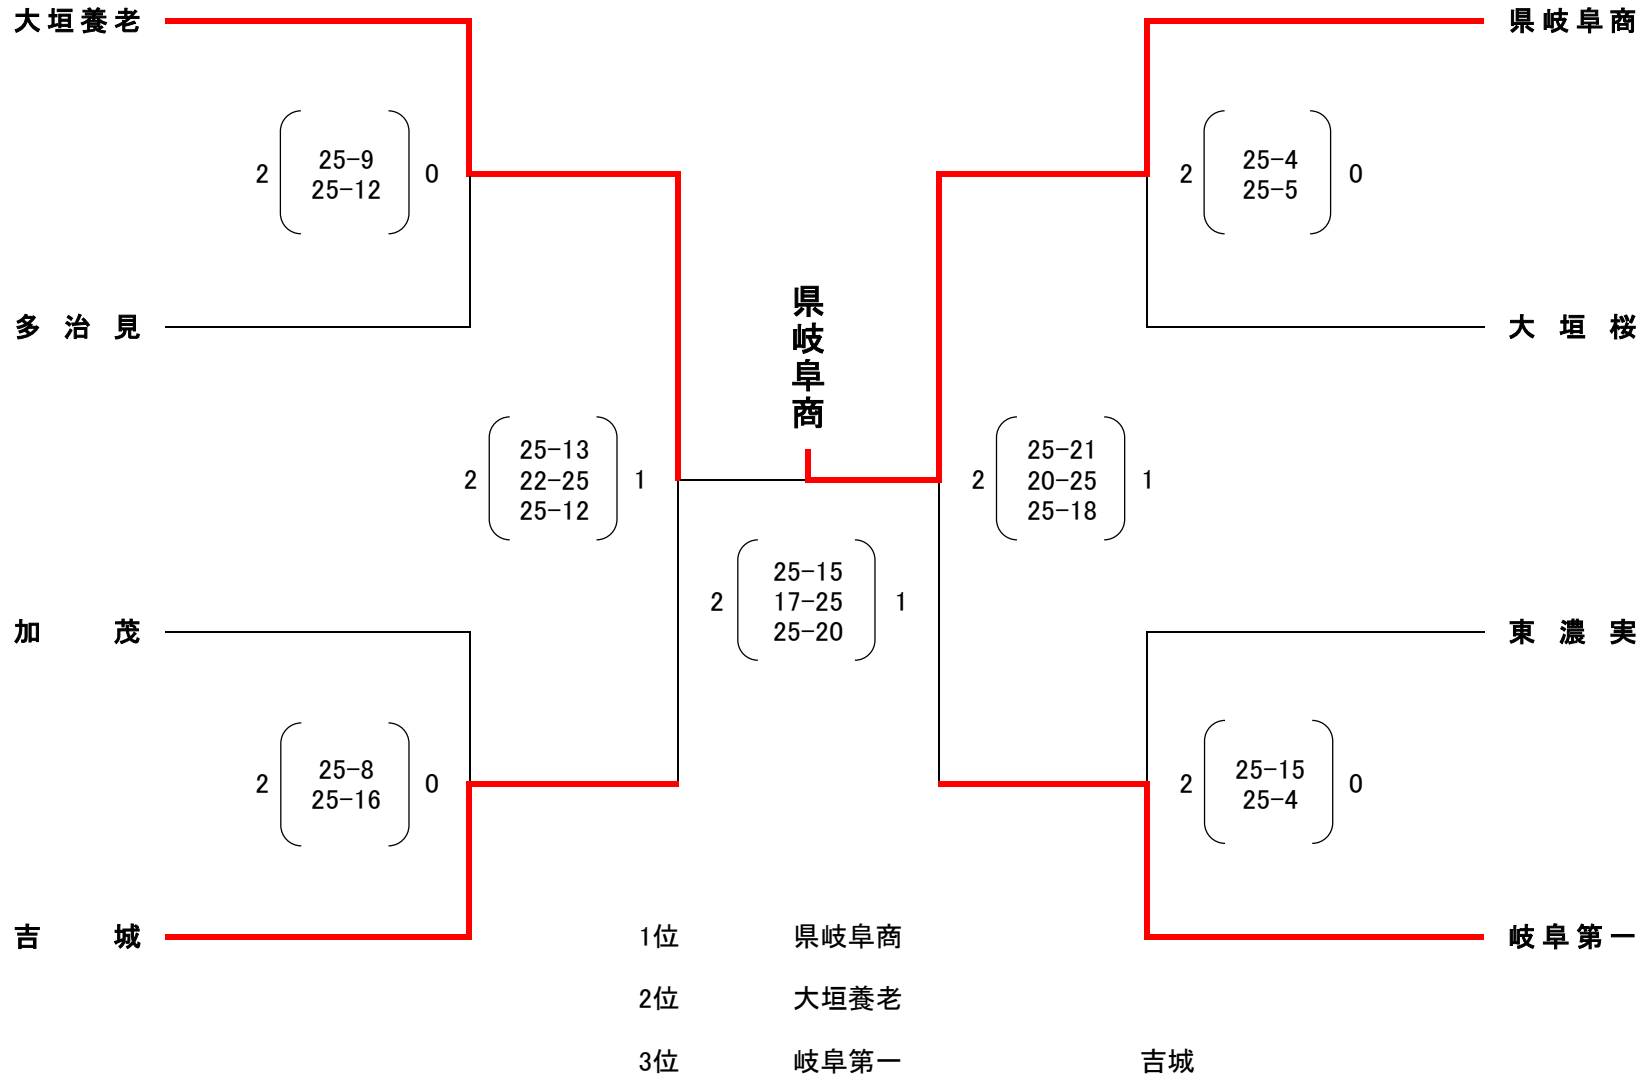 大垣養老
県岐阜商
2 25-9 0
25-12
2 25-4 0
25-5
多治見
大垣桜
県岐阜商
2 25-13 1
22-25
25-12
2 25-21 1
20-25
25-18
2 25-15 1
17-25
25-20
加茂
東濃実
2 25-8 0
25-16
2 25-15 0
25-4
吉城
岐阜第一
1位 県岐阜商
2位 大垣養老
3位 岐阜第一 吉城